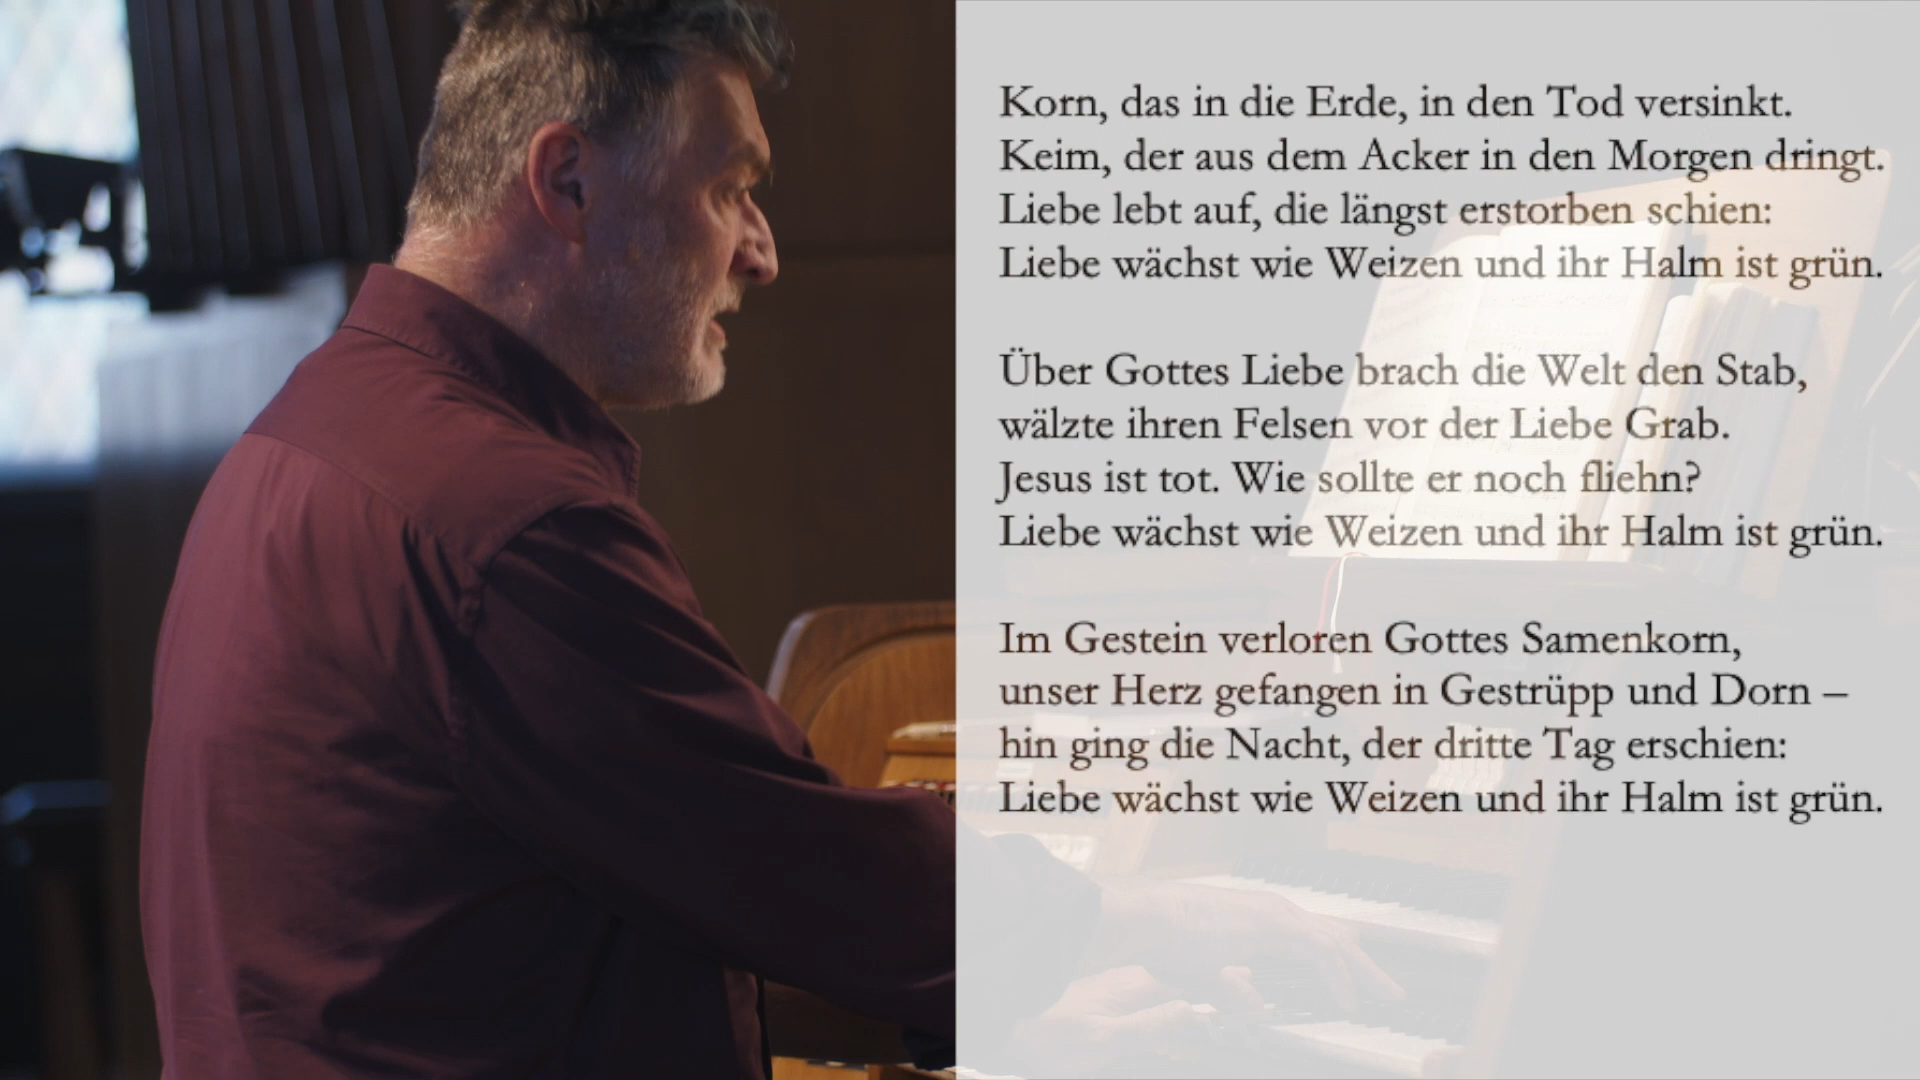 Korn, das in die Erde, in den Tod versinkt.
Keim, der aus dem Acker in den Morgen dringt.
Liebe lebt auf, die längst erstorben schien:
Liebe wächst wie Weizen und ihr Halm ist grün.
Über Gottes Liebe brach die Welt den Stab,
wälzte ihren Felsen vor der Liebe Grab.
Jesus ist tot. Wie sollte er noch fliehn?
Liebe wächst wie Weizen und ihr Halm ist grün.
Im Gestein verloren Gottes Samenkorn,
unser Herz gefangen in Gestrüpp und Dorn –
hin ging die Nacht, der dritte Tag erschien:
Liebe wächst wie Weizen und ihr Halm ist grün.